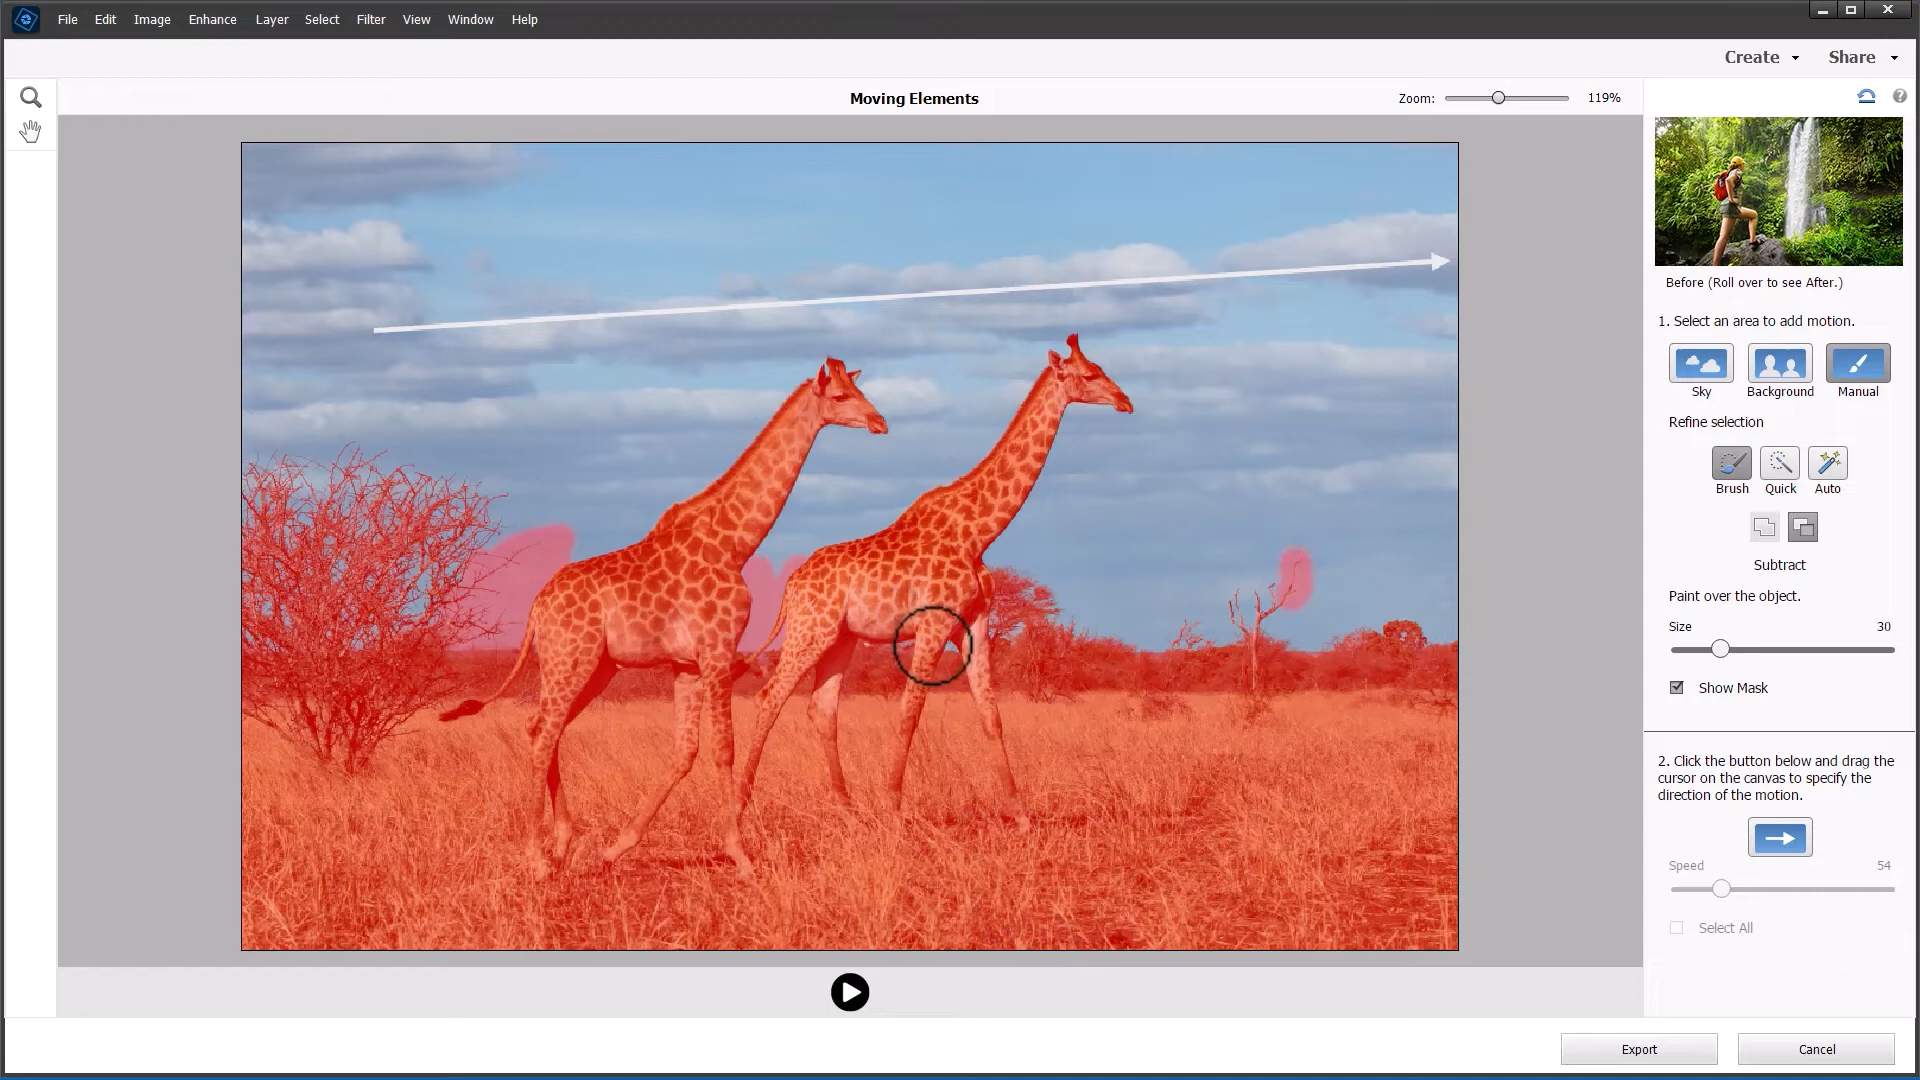 File Edit Image Enhance Layer Select Filter View Window Help
Create Share
Moving Elements
Zoom: 119%
Before (Roll over to see After.)
1. Select an area to add motion.
Sky Background Manual
Refine selection
Brush Quick Auto
Subtract
Paint over the object.
Size 30
Show Mask
2. Click the button below and drag the
cursor on the canvas to specify the
direction of the motion.
Speed 54
Select All
Export Cancel